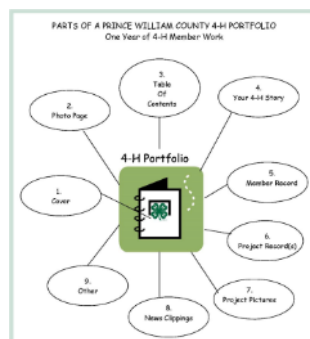 PARTS OF A PRINCE WILLIAM COUNTY 4-H PORTFOLIO
One Year of 4-H Member Work
3.
Table
Of
Contents
4.
Your 4-H Story
2.
Photo Page
4-H Portfolio
5.
Member Record
1.
Cover
6.
Project Record(s)
9.
Other
7.
Project Pictures
8.
News Clippings